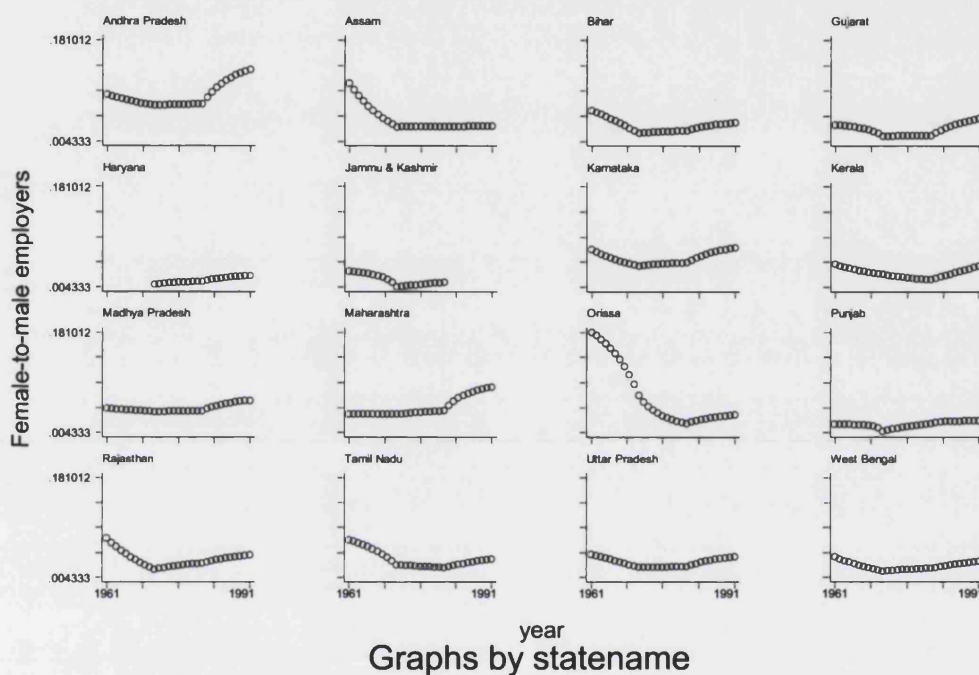 Andhra Pradesh
Assam
Bihar
Gujarat
.181012
.004333
Haryana
Jammu & Kashmir
Karnataka
Kerala
.181012
.004333
Madhya Pradesh
Maharashtra
Orissa
Punjab
.181012
.004333
Rajasthan
Tamil Nadu
Uttar Pradesh
West Bengal
.181012
.004333
1961 1991 1961 1991 1961 1991 1961 199
Female-to-male employers
year
Graphs by statename